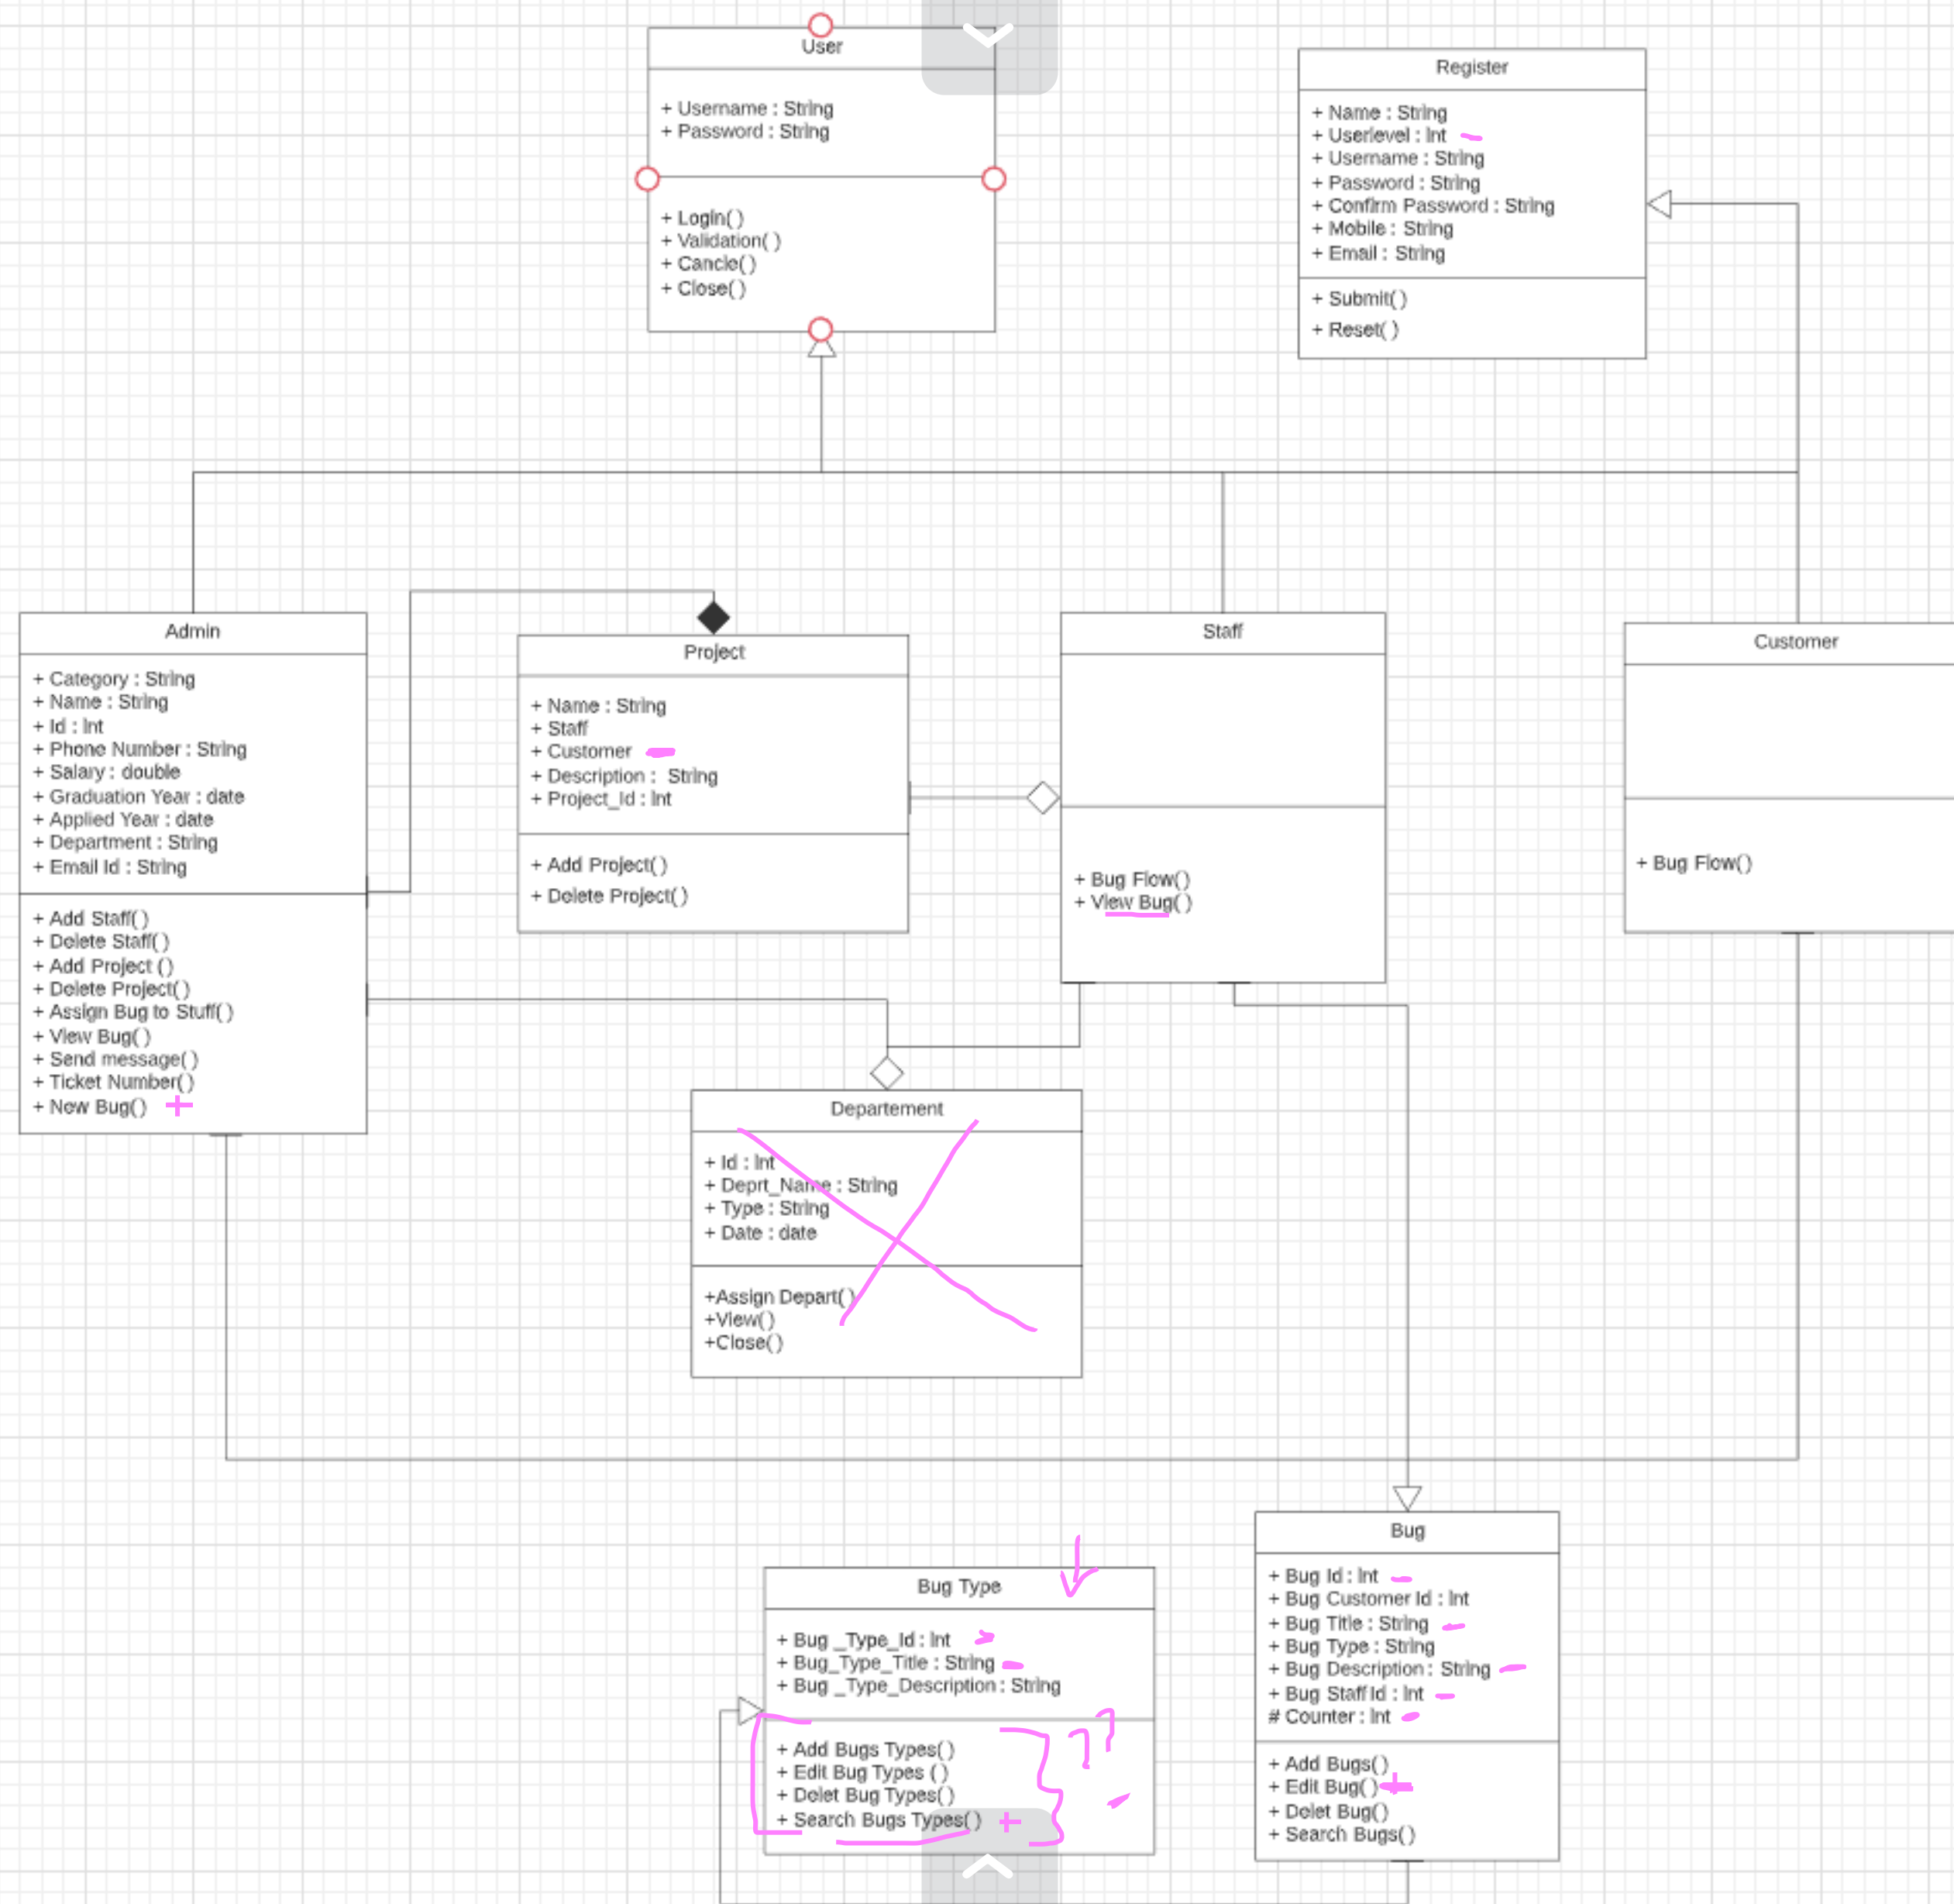 User
+ Username : String
+ Password : String
+ Login( )
+ Validation( )
+ Cancle( )
+ Close( )
Register
+ Name : String
+ Userlevel : Int
+ Username : String
+ Password : String
+ Confirm Password : String
+ Mobile : String
+ Email : String
+ Submit( )
+ Reset( )
Admin
+ Category : String
+ Name : String
+ Id : Int
+ Phone Number : String
+ Salary : double
+ Graduation Year : date
+ Applied Year : date
+ Department : String
+ Email Id : String
+ Add Staff( )
+ Delete Staff( )
+ Add Project ( )
+ Delete Project( )
+ Assign Bug to Stuff( )
+ View Bug( )
+ Send message( )
+ Ticket Number( )
+ New Bug() +
Project
+ Name : String
+ Staff
+ Customer
+ Description : String
+ Project_Id : Int
+ Add Project( )
+ Delete Project( )
Staff
+ Bug Flow()
+ View Bug( )
Customer
+ Bug Flow()
Departement
+ Id : Int
+ Deprt_Name : String
+ Type : String
+ Date : date
+Assign Depart( )
+View()
+Close( )
Bug Type
+ Bug _Type_Id : Int
+ Bug_Type_Title : String
+ Bug _Type_Description : String
+ Add Bugs Types( )
+ Edit Bug Types ( )
+ Delet Bug Types( )
+ Search Bugs Types( ) +
??
Bug
+ Bug Id : Int
+ Bug Customer Id : Int
+ Bug Title : String
+ Bug Type : String
+ Bug Description : String
+ Bug Staff Id : Int
# Counter : Int
+ Add Bugs( )
+ Edit Bug( ) +
+ Delet Bug( )
+ Search Bugs( )